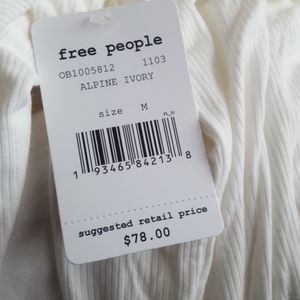 free people
OB1005812 1103
ALPINE IVORY
size M
1 93465 84213 8
suggested retail price
$78.00